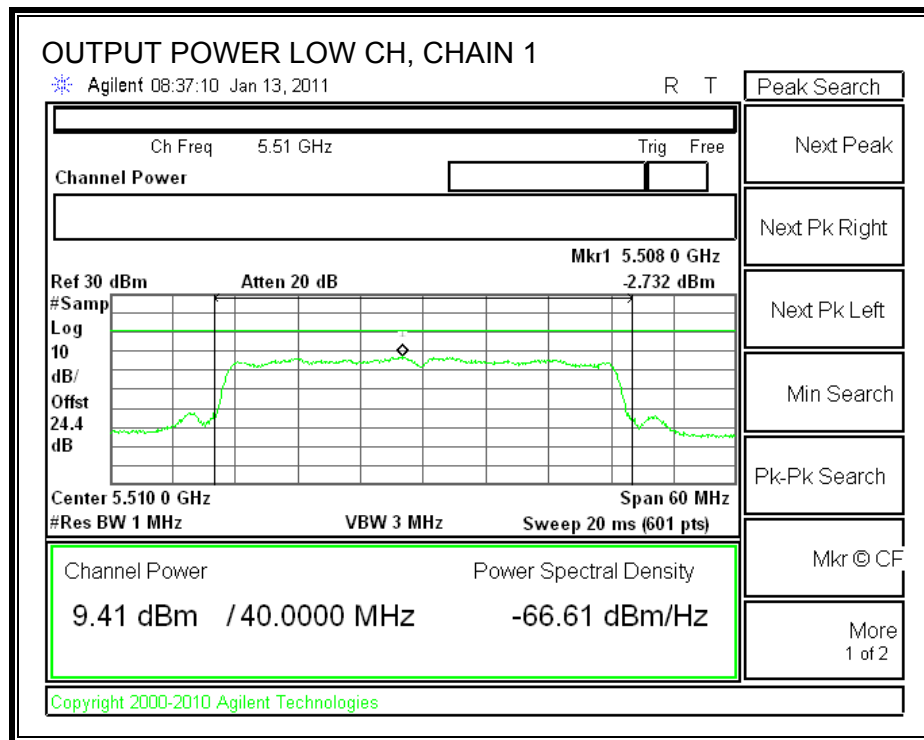 OUTPUT POWER LOW CH, CHAIN 1
Agilent 08:37:10 Jan 13, 2011 R T
Peak Search
Ch Freq 5.51 GHz Trig Free
Channel Power
Next Peak
Next Pk Right
Mkr1 5.508 0 GHz
Ref 30 dBm Atten 20 dB -2.732 dBm
#Samp
Log
10
dB/
Offst
24.4
dB
1
Next Pk Left
Min Search
Pk-Pk Search
Center 5.510 0 GHz Span 60 MHz
#Res BW 1 MHz VBW 3 MHz Sweep 20 ms (601 pts)
Mkr © CF
Channel Power Power Spectral Density
9.41 dBm / 40.0000 MHz -66.61 dBm/Hz
More
1 of 2
Copyright 2000-2010 Agilent Technologies